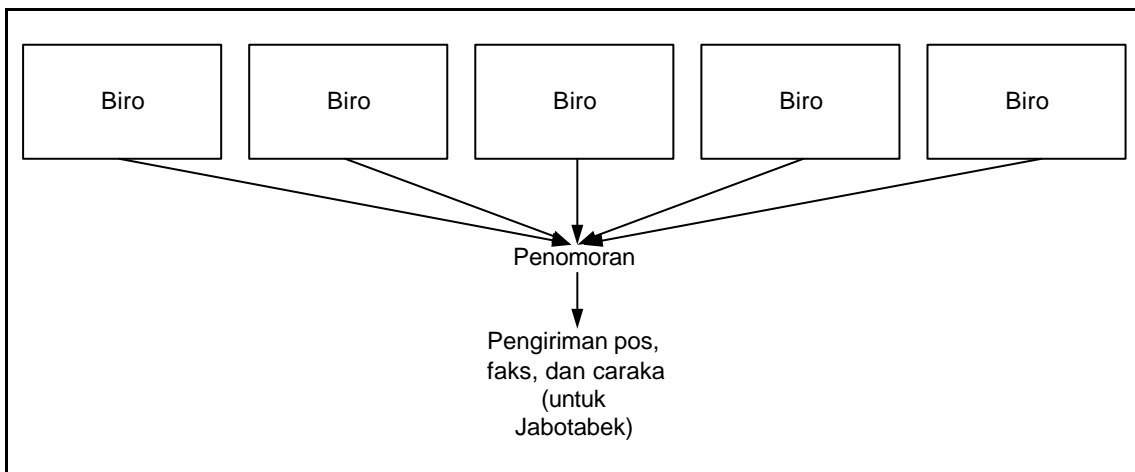 Biro
Biro
Biro
Biro
Biro
Penomoran
Pengiriman pos,
faks, dan caraka
(untuk
Jabotabek)